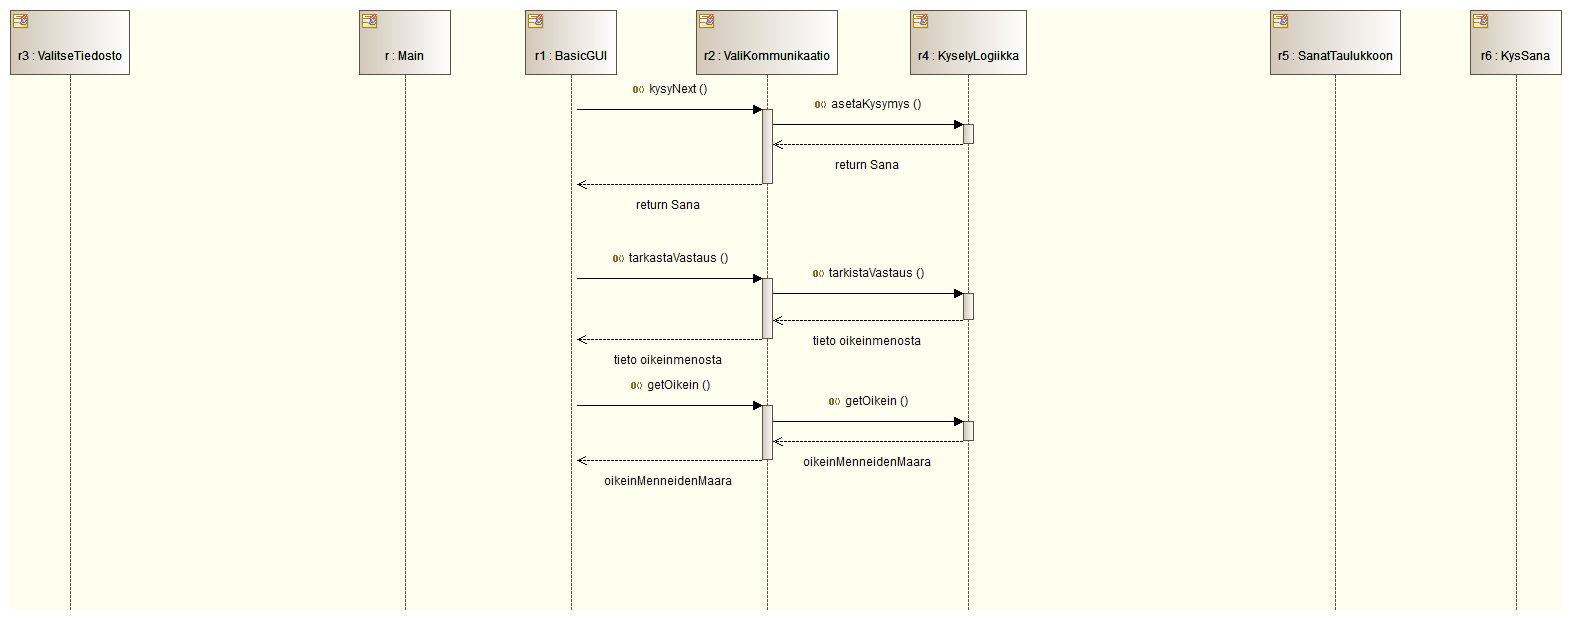 r3 : ValitseTiedosto
r : Main
r1 : BasicGUI
r2 : ValiKommunikaatio
r4 : KyselyLogiikka
r5 : SanatTaulukkoon
r6 : KysSana
kysyNext ()
asetaKysymys ()
return Sana
return Sana
tarkastaVastaus ()
tarkistaVastaus ()
tieto oikeinmenosta
tieto oikeinmenosta
getOikein ()
getOikein ()
oikeinMenneidenMaara
oikeinMenneidenMaara